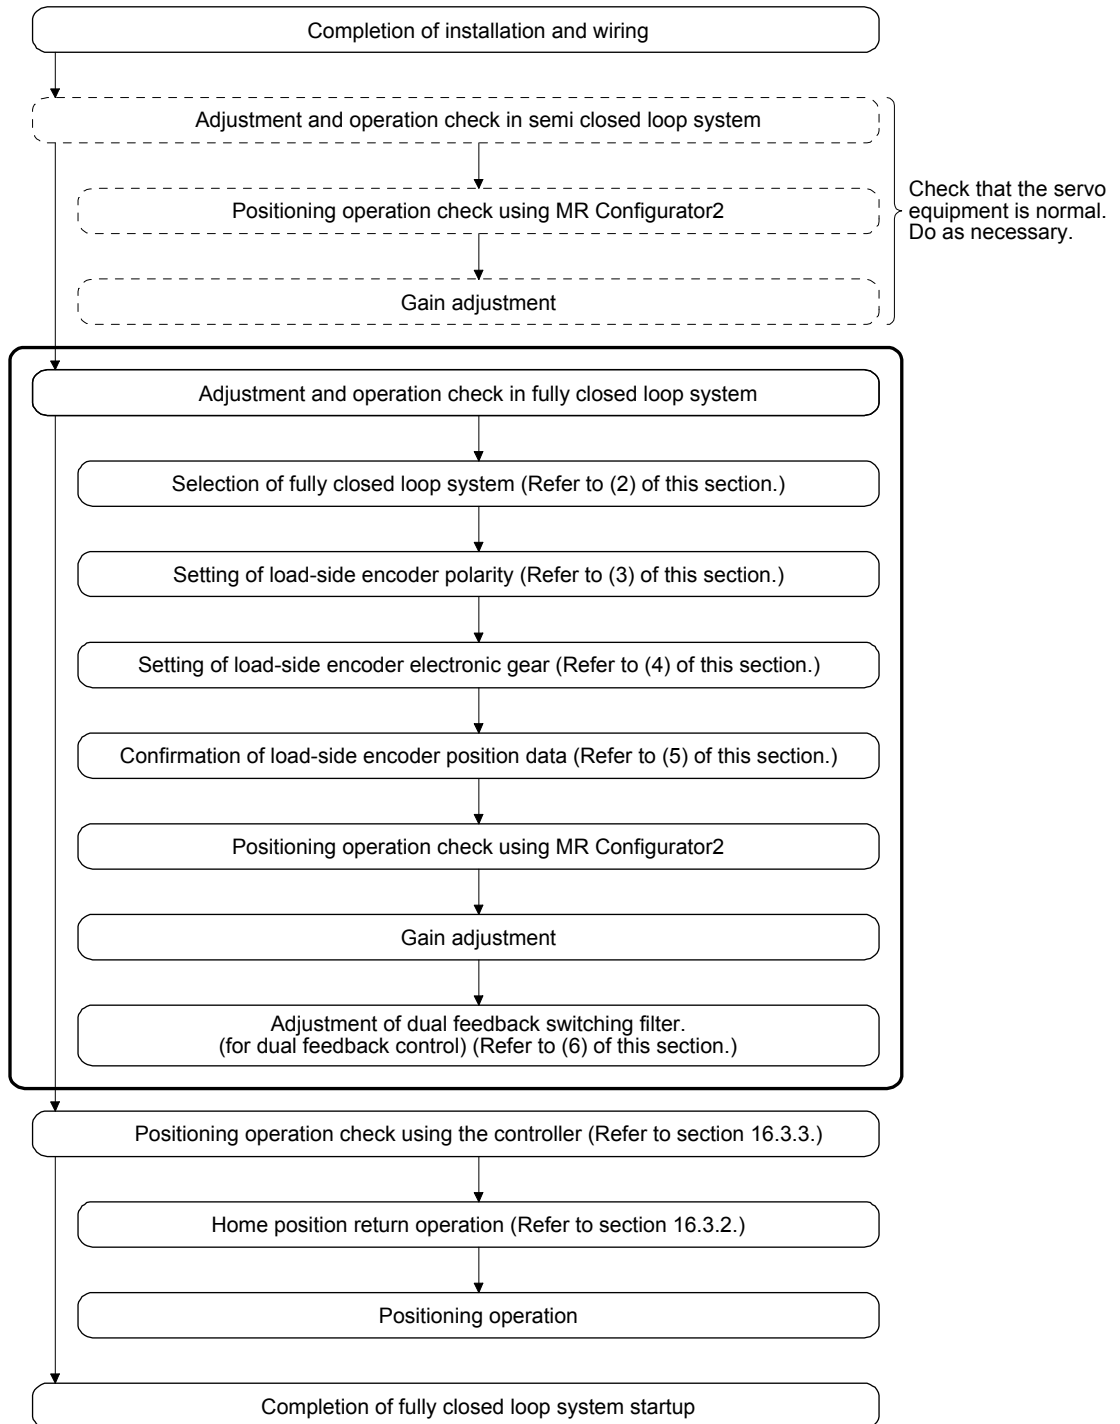 Completion of installation and wiring
Adjustment and operation check in semi closed loop system
Positioning operation check using MR Configurator2
Gain adjustment
Check that the servo
equipment is normal.
Do as necessary.
Adjustment and operation check in fully closed loop system
Selection of fully closed loop system (Refer to (2) of this section.)
Setting of load-side encoder polarity (Refer to (3) of this section.)
Setting of load-side encoder electronic gear (Refer to (4) of this section.)
Confirmation of load-side encoder position data (Refer to (5) of this section.)
Positioning operation check using MR Configurator2
Gain adjustment
Adjustment of dual feedback switching filter.
(for dual feedback control) (Refer to (6) of this section.)
Positioning operation check using the controller (Refer to section 16.3.3.)
Home position return operation (Refer to section 16.3.2.)
Positioning operation
Completion of fully closed loop system startup